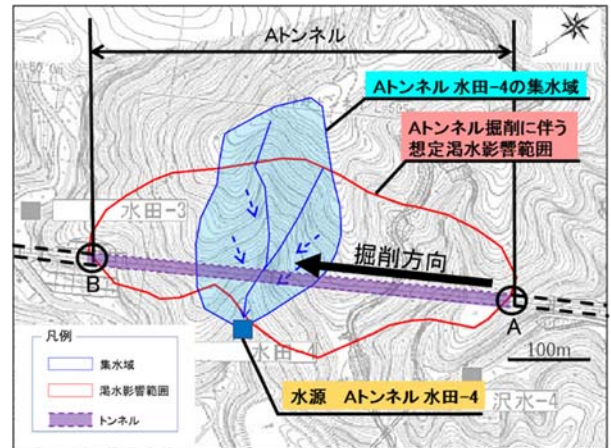 Aトンネル
Aトンネル 水田-4の集水域
Aトンネル掘削に伴う
想定渇水影響範囲
水田-3
掘削方向
B
A
凡例
集水域
渇水影響範囲
トンネル
水田-4
水源　Aトンネル 水田-4
100m
沢水-4